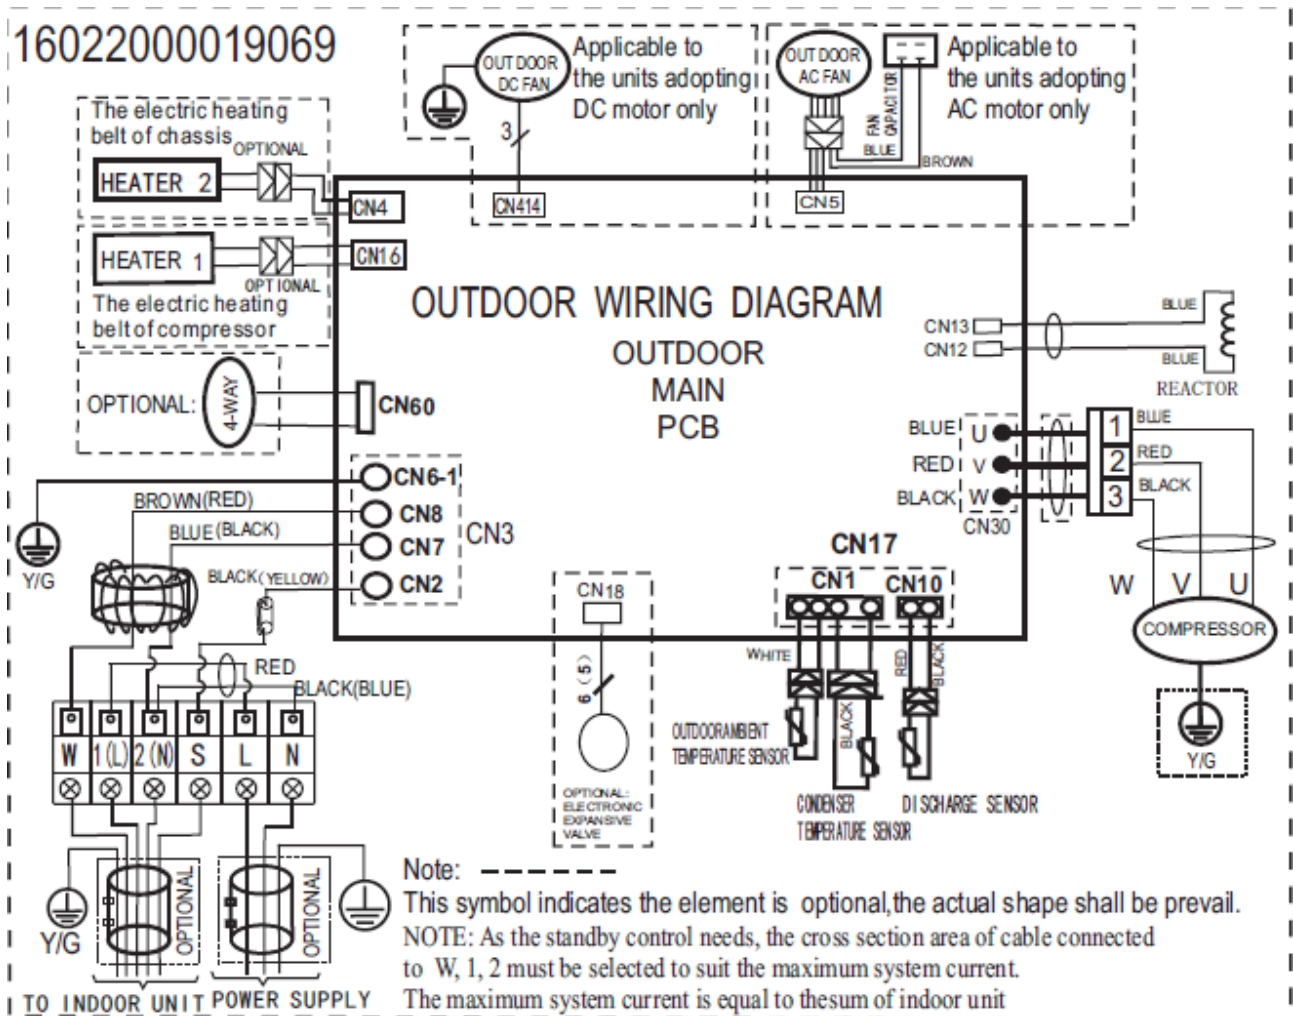 16022000019069
The electric heating
belt of chassis
OPTIONAL
HEATER 2
CN4
HEATER 1
CN16
OPTIONAL
The electric heating
belt of compressor
OUTDOOR
DC FAN
Applicable to
the units adopting
DC motor only
3
CN414
OUTDOOR
AC FAN
FAN
CAPACITOR
BLUE
BROWN
CN5
Applicable to
the units adopting
AC motor only
OUTDOOR WIRING DIAGRAM
OUTDOOR
MAIN
PCB
CN13
CN12
BLUE
BLUE
REACTOR
OPTIONAL:
4-WAY
CN60
BLUE U
RED V
BLACK W
CN30
1
2
3
BLUE
RED
BLACK
W V U
COMPRESSOR
Y/G
CN6-1
CN8
CN7
CN2
CN3
Y/G
BROWN(RED)
BLUE(BLACK)
BLACK(YELLOW)
RED
BLACK(BLUE)
W 1(L) 2(N) S L N
CN18
6 (5)
OPTIONAL:
ELECTRONIC
EXPANSIVE
VALVE
CN17
CN1 CN10
WHITE
BLACK
RED
BLACK
OUTDOORAMBIENT
TEMPERATURE SENSOR
CONDENSER
TEMPERATURE SENSOR
DISCHARGE SENSOR
Y/G
OPTIONAL
OPTIONAL
TO INDOOR UNIT
POWER SUPPLY
Note:
This symbol indicates the element is optional,the actual shape shall be prevail.
NOTE: As the standby control needs, the cross section area of cable connected
to W, 1, 2 must be selected to suit the maximum system current.
The maximum system current is equal to thesum of indoor unit